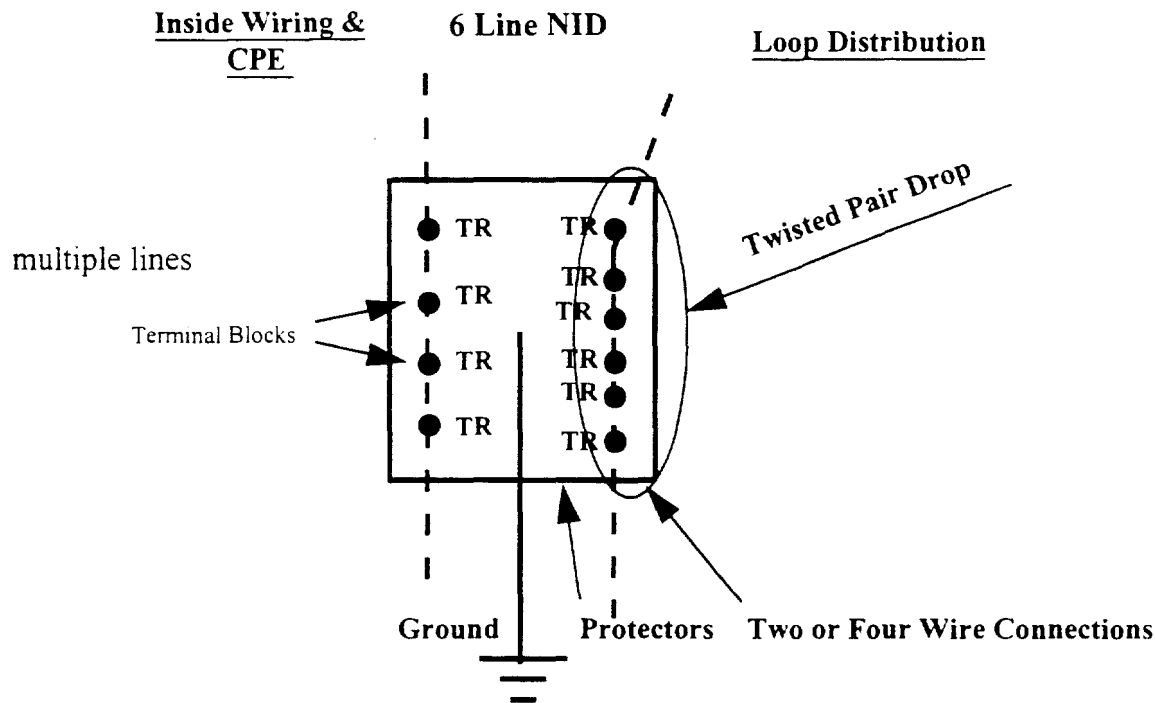 Inside Wiring &
CPE
6 Line NID
Loop Distribution
Twisted Pair Drop
multiple lines
Terminal Blocks
TR
TR
TR
TR
TR
TR
TR
TR
TR
TR
Ground
Protectors
Two or Four Wire Connections